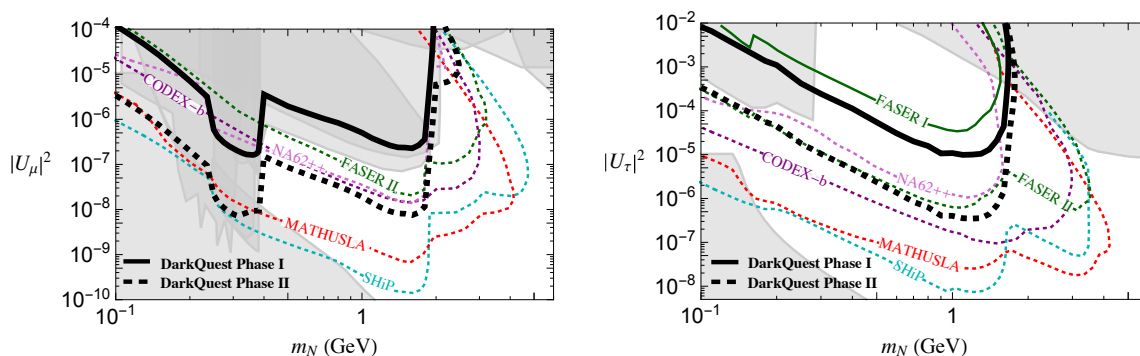 10⁻⁴
10⁻⁵
10⁻⁶
10⁻⁷
10⁻⁸
10⁻⁹
10⁻¹⁰
|U_μ|²
CODEX-b
NA62++
FASER II
MATHUSLA
SHiP
DarkQuest Phase I
DarkQuest Phase II
10⁻¹
1
m_N (GeV)
10⁻²
10⁻³
10⁻⁴
10⁻⁵
10⁻⁶
10⁻⁷
10⁻⁸
|U_τ|²
FASER I
NA62++
CODEX-b
FASER II
MATHUSLA
SHiP
DarkQuest Phase I
DarkQuest Phase II
10⁻¹
1
m_N (GeV)